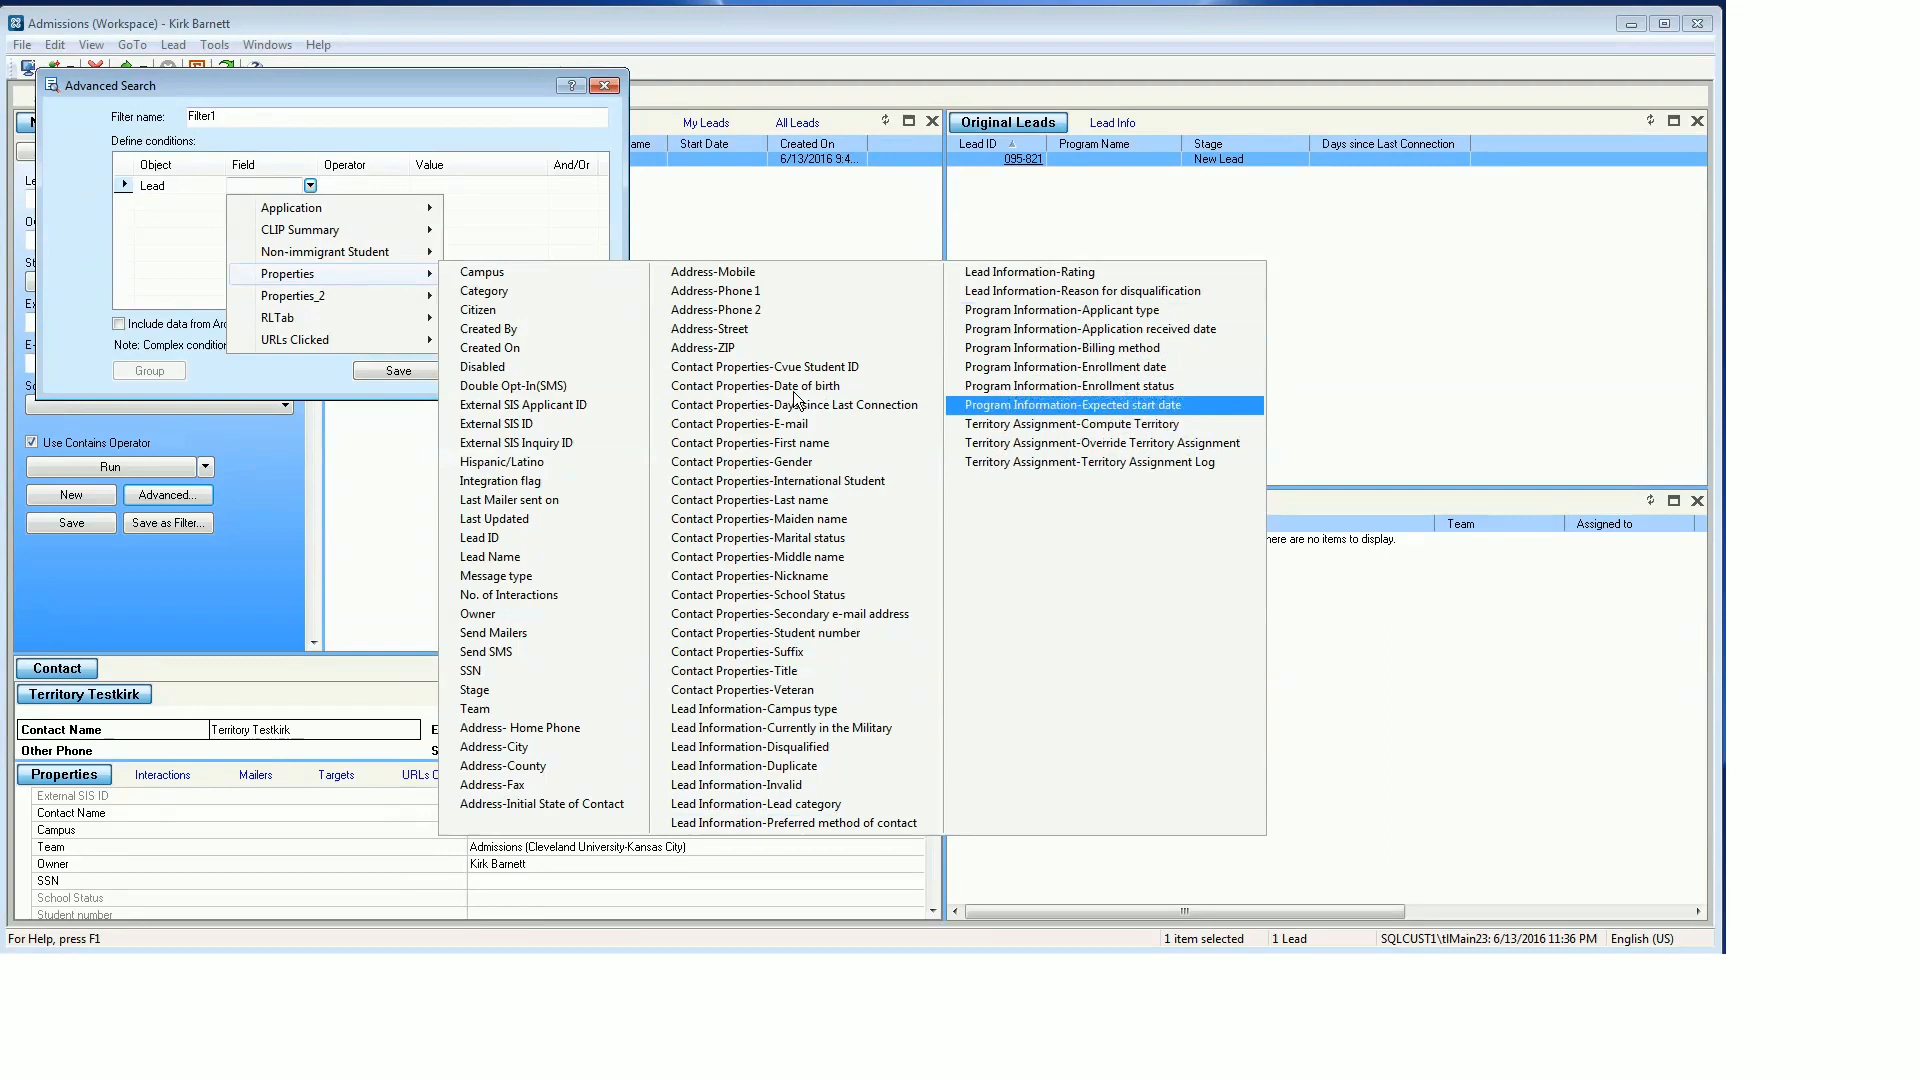 Admissions (Workspace) - Kirk Barnett
File Edit View GoTo Lead Tools Windows Help
Advanced Search
Filter name: Filter1
Define conditions:
Object Field Operator Value And/Or
Lead
Application
CLIP Summary
Non-immigrant Student
Properties
Properties_2
RLTab
URLs Clicked
Include data from
Note: Complex
Group Save
Campus
Category
Citizen
Created By
Created On
Disabled
Double Opt-In(SMS)
External SIS Applicant ID
External SIS ID
External SIS Inquiry ID
Hispanic/Latino
Integration flag
Last Mailer sent on
Last Updated
Lead ID
Lead Name
Message type
No. of Interactions
Owner
Send Mailers
Send SMS
SSN
Stage
Team
Address- Home Phone
Address-City
Address-County
Address-Fax
Address-Initial State of Contact
Address-Mobile
Address-Phone 1
Address-Phone 2
Address-Street
Address-ZIP
Contact Properties-Cvue Student ID
Contact Properties-Date of birth
Contact Properties-Days since Last Connection
Contact Properties-E-mail
Contact Properties-First name
Contact Properties-Gender
Contact Properties-International Student
Contact Properties-Last name
Contact Properties-Maiden name
Contact Properties-Marital status
Contact Properties-Middle name
Contact Properties-Nickname
Contact Properties-School Status
Contact Properties-Secondary e-mail address
Contact Properties-Student number
Contact Properties-Suffix
Contact Properties-Title
Contact Properties-Veteran
Lead Information-Campus type
Lead Information-Currently in the Military
Lead Information-Disqualified
Lead Information-Duplicate
Lead Information-Invalid
Lead Information-Lead category
Lead Information-Preferred method of contact
Lead Information-Rating
Lead Information-Reason for disqualification
Program Information-Applicant type
Program Information-Application received date
Program Information-Billing method
Program Information-Enrollment date
Program Information-Enrollment status
Program Information-Expected start date
Territory Assignment-Compute Territory
Territory Assignment-Override Territory Assignment
Territory Assignment-Territory Assignment Log
My Leads All Leads
Start Date Created On
6/13/2016 9:4...
Original Leads Lead Info
Lead ID Program Name Stage Days since Last Connection
095-821 New Lead
Team Assigned to
here are no items to display.
Use Contains Operator
Run
New Advanced...
Save Save as Filter...
Contact
Territory Testkirk
Contact Name Territory Testkirk
Other Phone
Properties Interactions Mailers Targets URLs
External SIS ID
Contact Name
Campus
Team Admissions (Cleveland University-Kansas City)
Owner Kirk Barnett
SSN
School Status
Student number
For Help, press F1 1 item selected 1 Lead SQLCUST1\tlMain23: 6/13/2016 11:36 PM English (US)